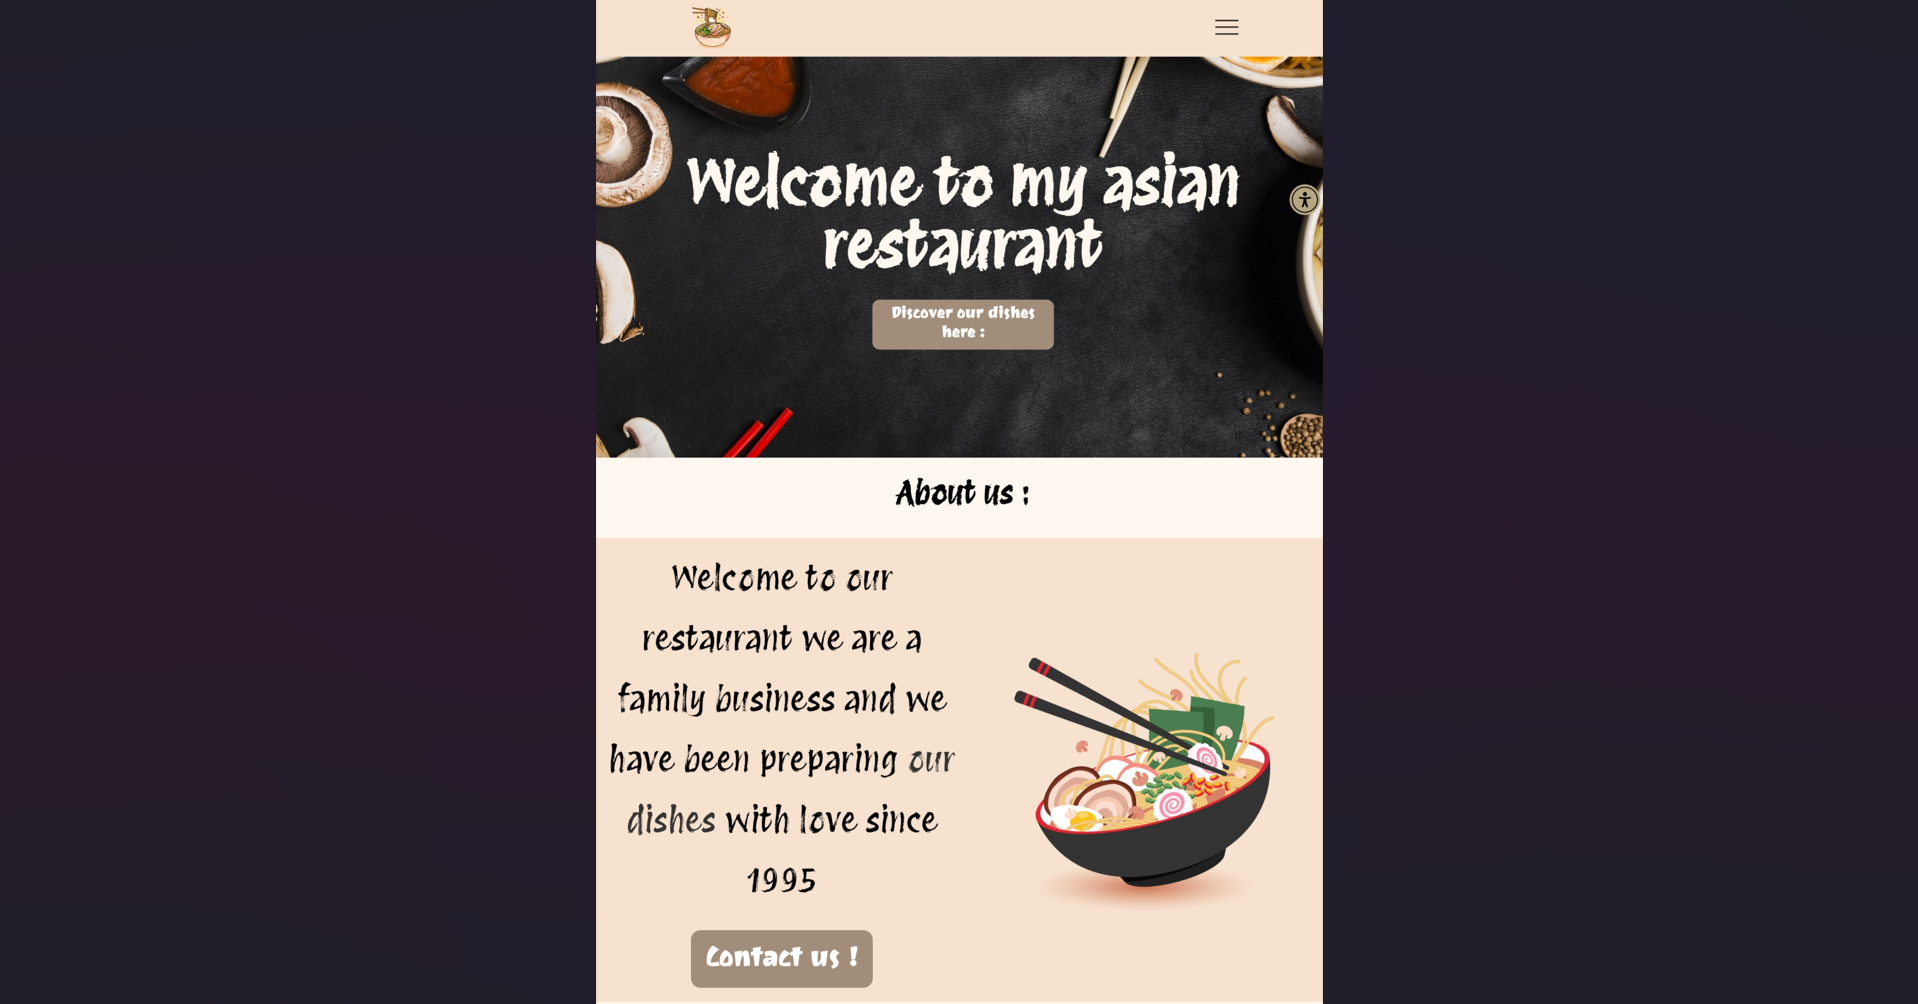 Welcome to my asian
restaurant
Discover our dishes
here :
About us :
Welcome to our
restaurant we are a
family business and we
have been preparing our
dishes with love since
1995
Contact us !